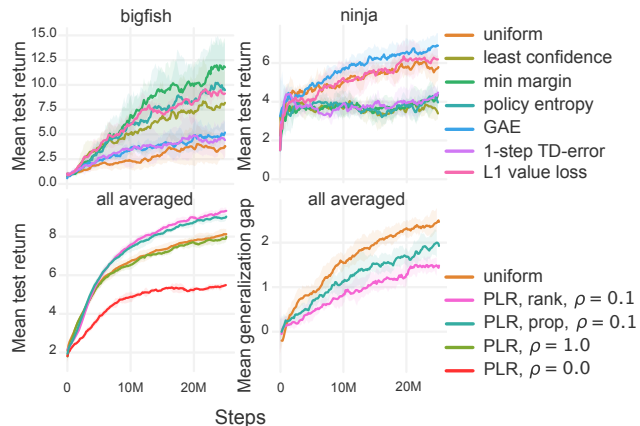 bigfish
ninja
Mean test return
15.0
12.5
10.0
7.5
5.0
2.5
0.0
Mean test return
6
4
2
0
uniform
least confidence
min margin
policy entropy
GAE
1-step TD-error
L1 value loss
all averaged
all averaged
Mean test return
8
6
4
2
0
10M
20M
Mean generalization gap
2
1
0
0
10M
20M
uniform
PLR, rank, ρ = 0.1
PLR, prop, ρ = 0.1
PLR, ρ = 1.0
PLR, ρ = 0.0
Steps